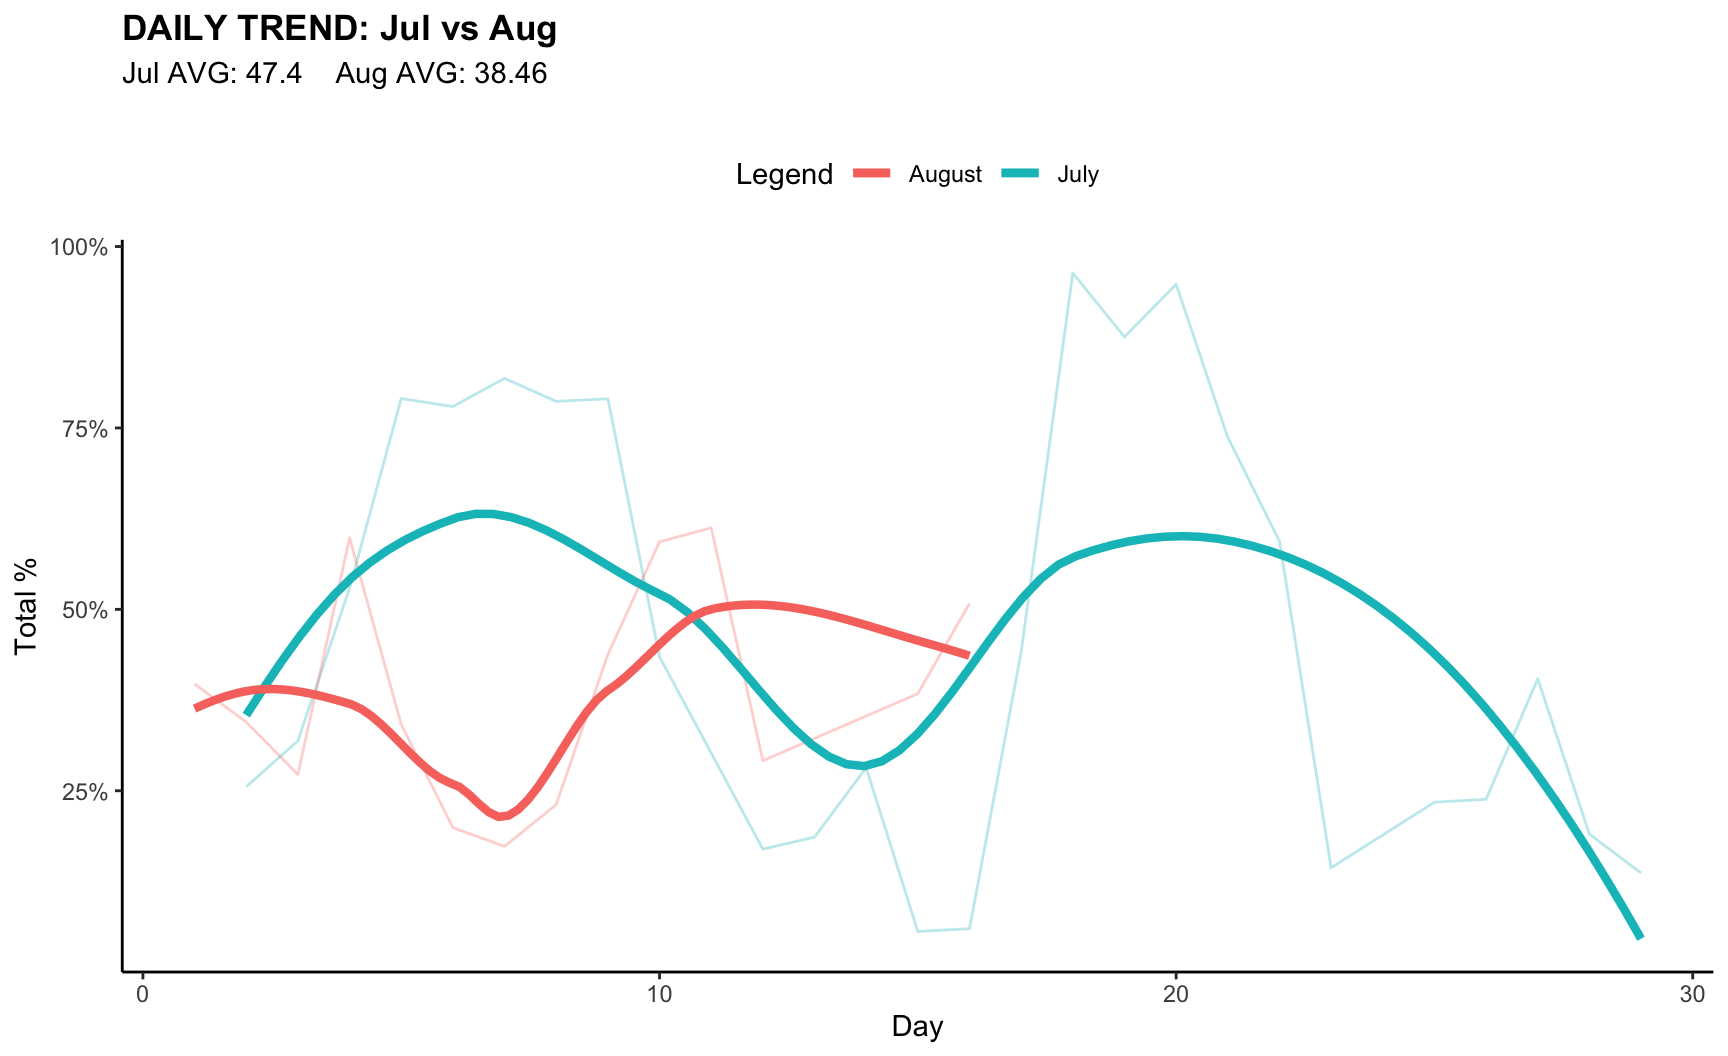 DAILY TREND: Jul vs Aug
Jul AVG: 47.4    Aug AVG: 38.46
Legend August July
100%
75%
50%
25%
Total %
0 10 20 30
Day